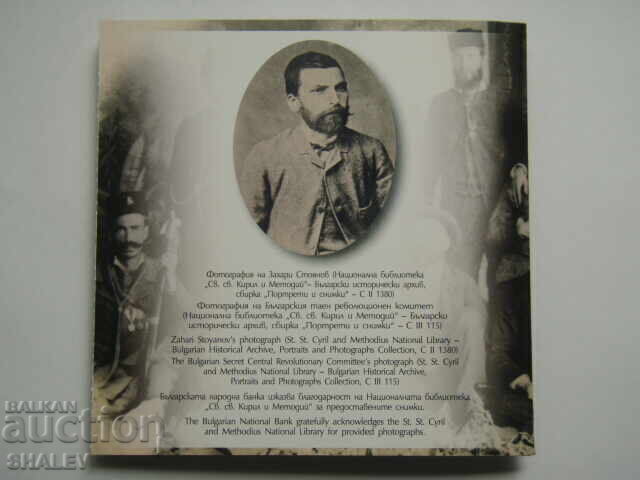 Фотография на Захари Стоянов (Национална библиотека
„Св. св. Кирил и Методий“– Български исторически архив,
сбирка „Портрети и снимки“ – С II 1380)
Фотография на Българския таен революционен комитет
(Национална библиотека „Св. св. Кирил и Методий“ – Български
исторически архив, сбирка „Портрети и снимки“ – С III 115)
Zahari Stoyanov's photograph (St. St. Cyril and Methodius National Library –
Bulgarian Historical Archive, Portraits and Photographs Collection, C II 1380)
The Bulgarian Secret Central Revolutionary Committee's photograph (St. St. Cyril
and Methodius National Library – Bulgarian Historical Archive,
Portraits and Photographs Collection, C III 115)
Българската народна банка изказва благодарност на Националната библиотека
„Св. св. Кирил и Методий“ за предоставените снимки.
The Bulgarian National Bank gratefully acknowledges the St. St. Cyril
and Methodius National Library for provided photographs.
BALKAN
auction
SHALEV